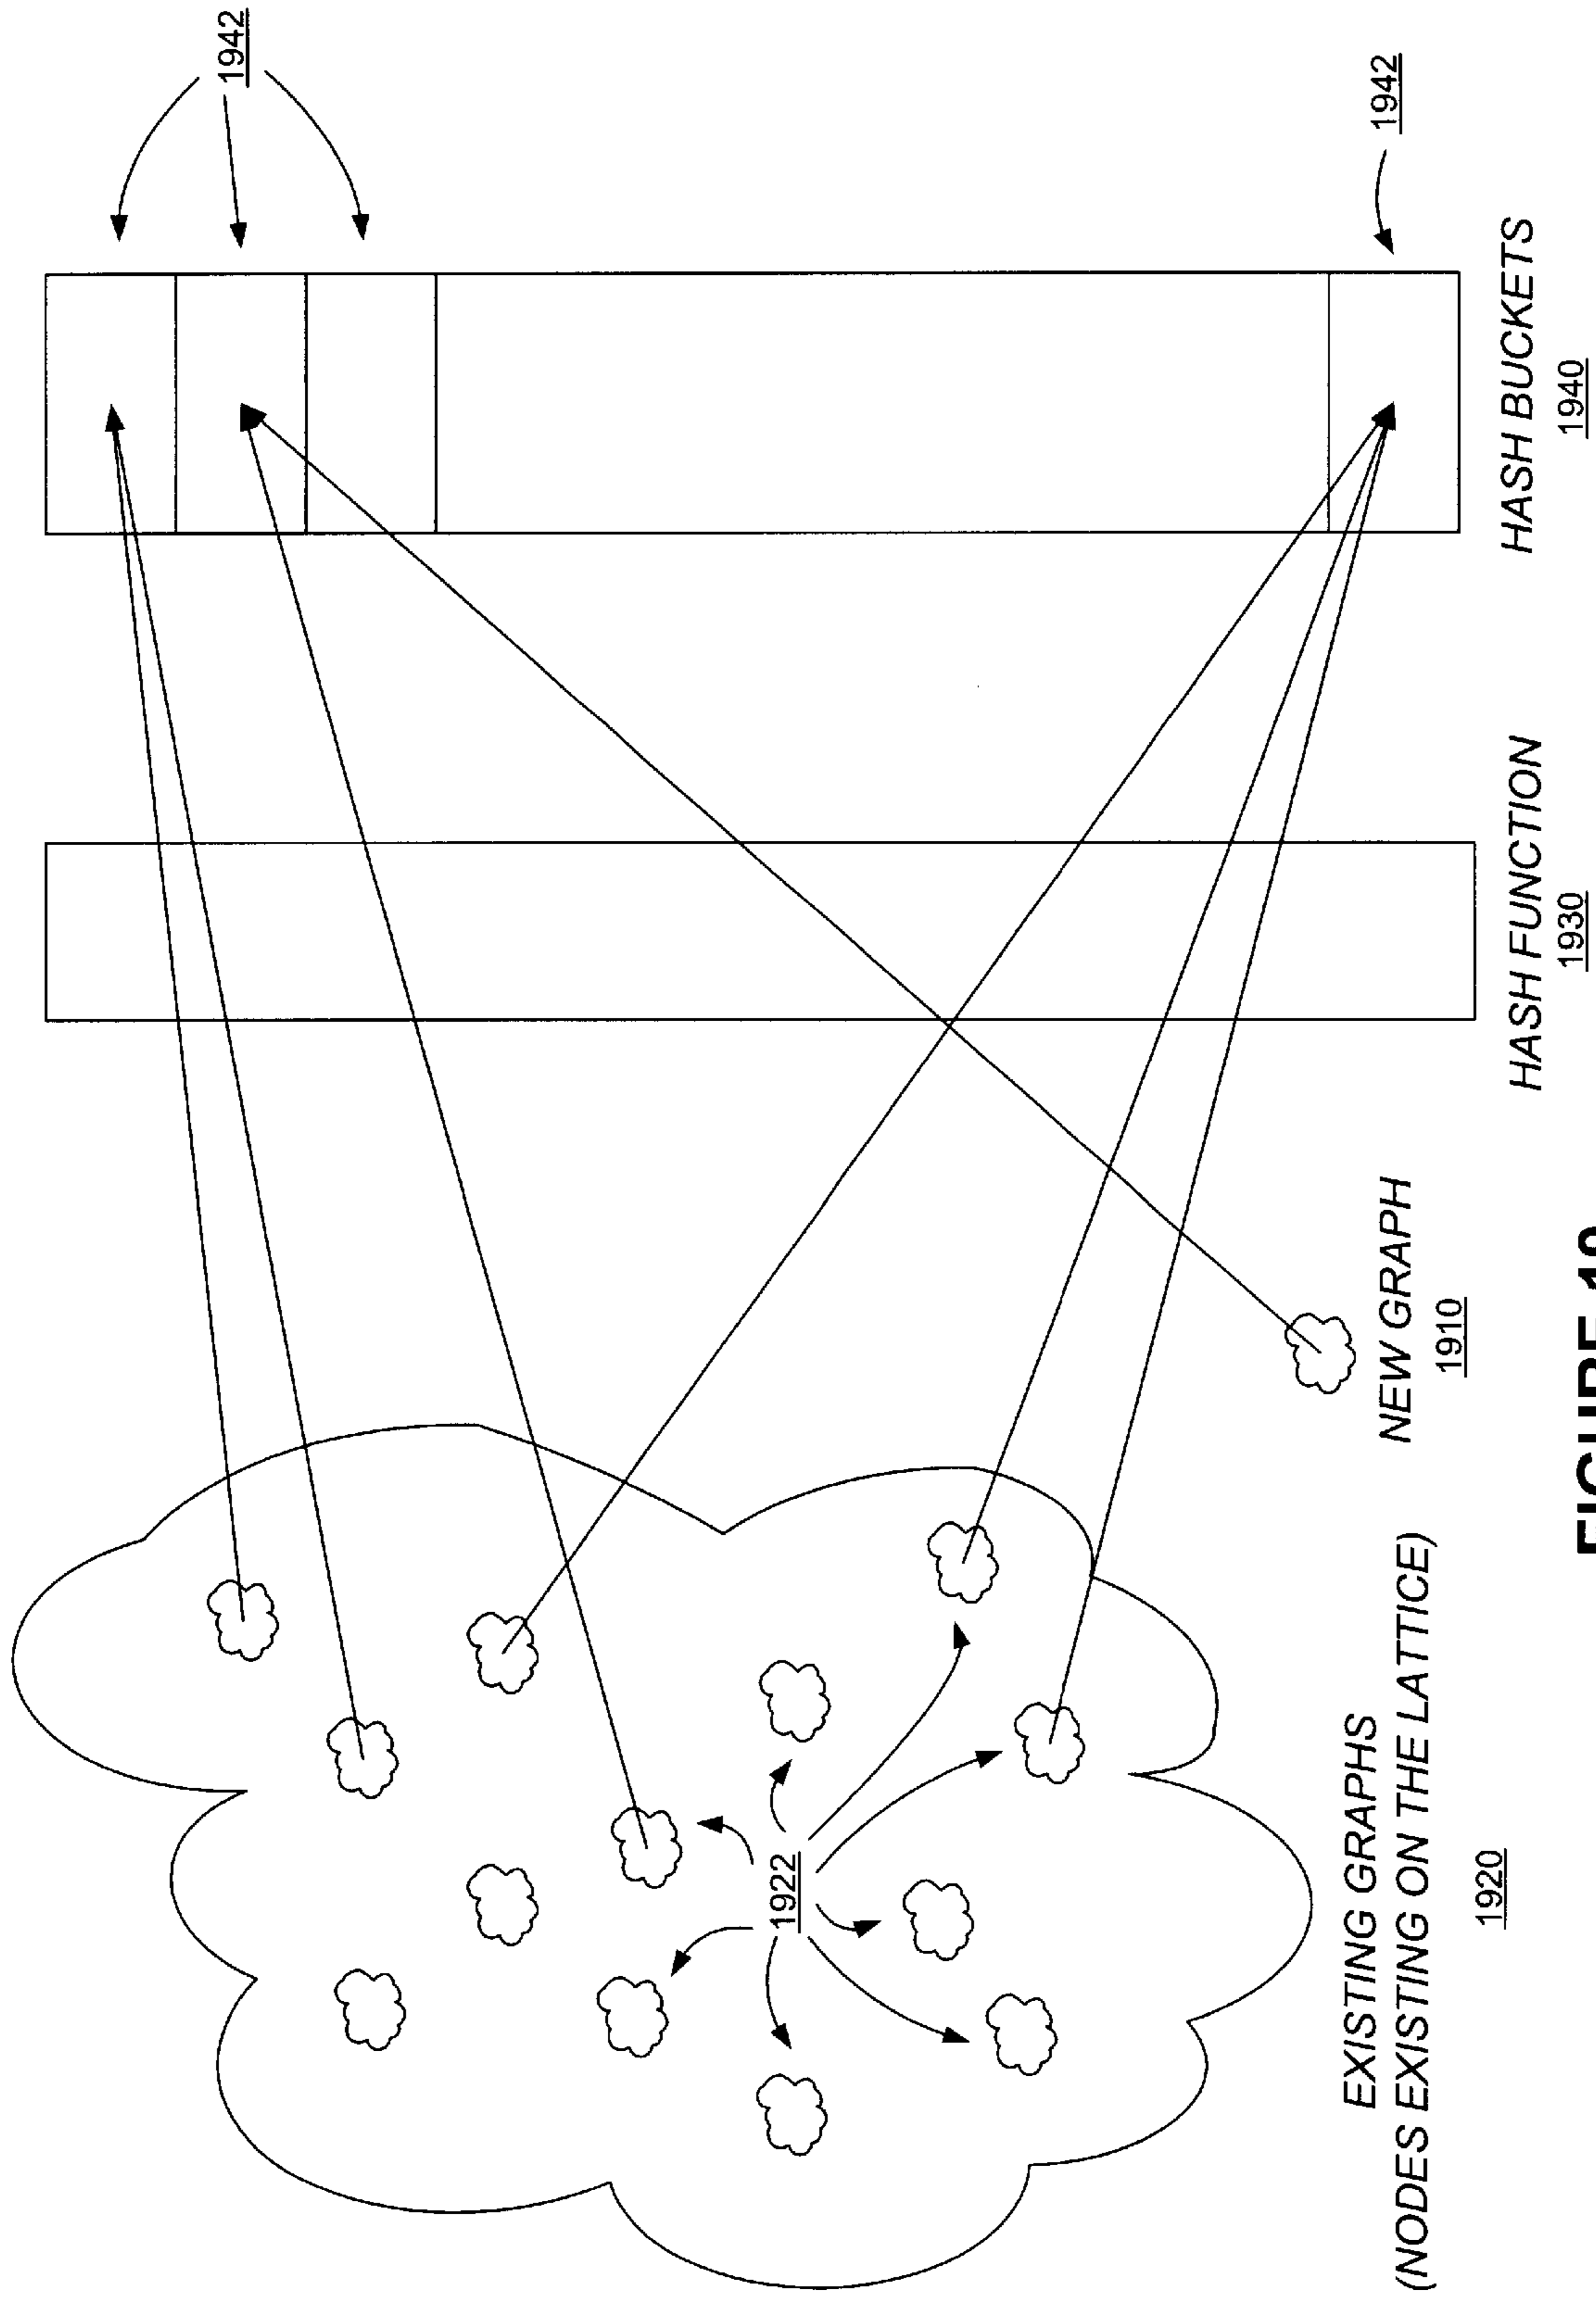 1942
1942
HASH BUCKETS
1940
HASH FUNCTION
1930
NEW GRAPH
1910
1922
EXISTING GRAPHS
(NODES EXISTING ON THE LATTICE)
1920